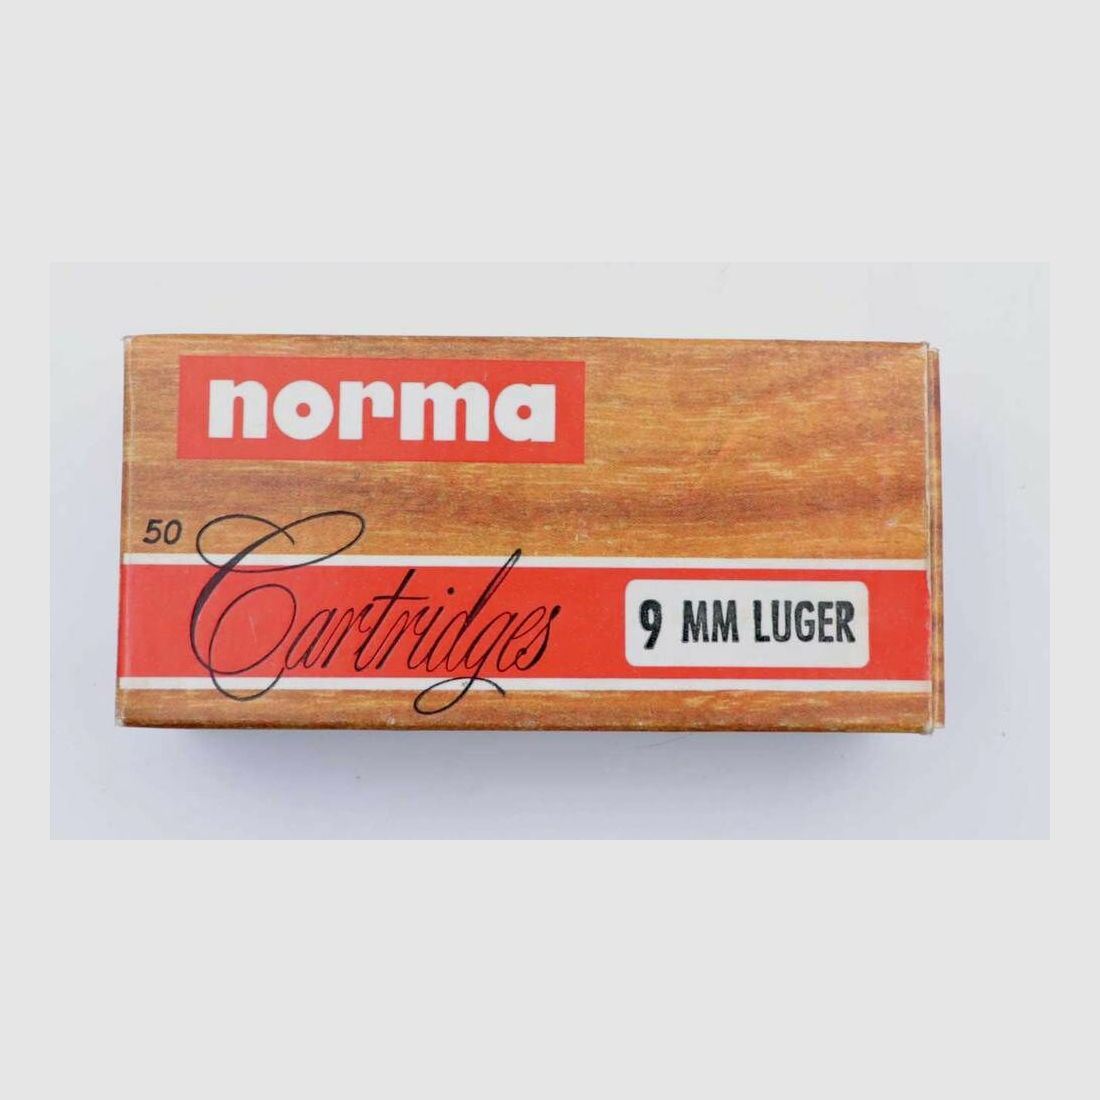 norma
50
Cartridges
9 MM LUGER